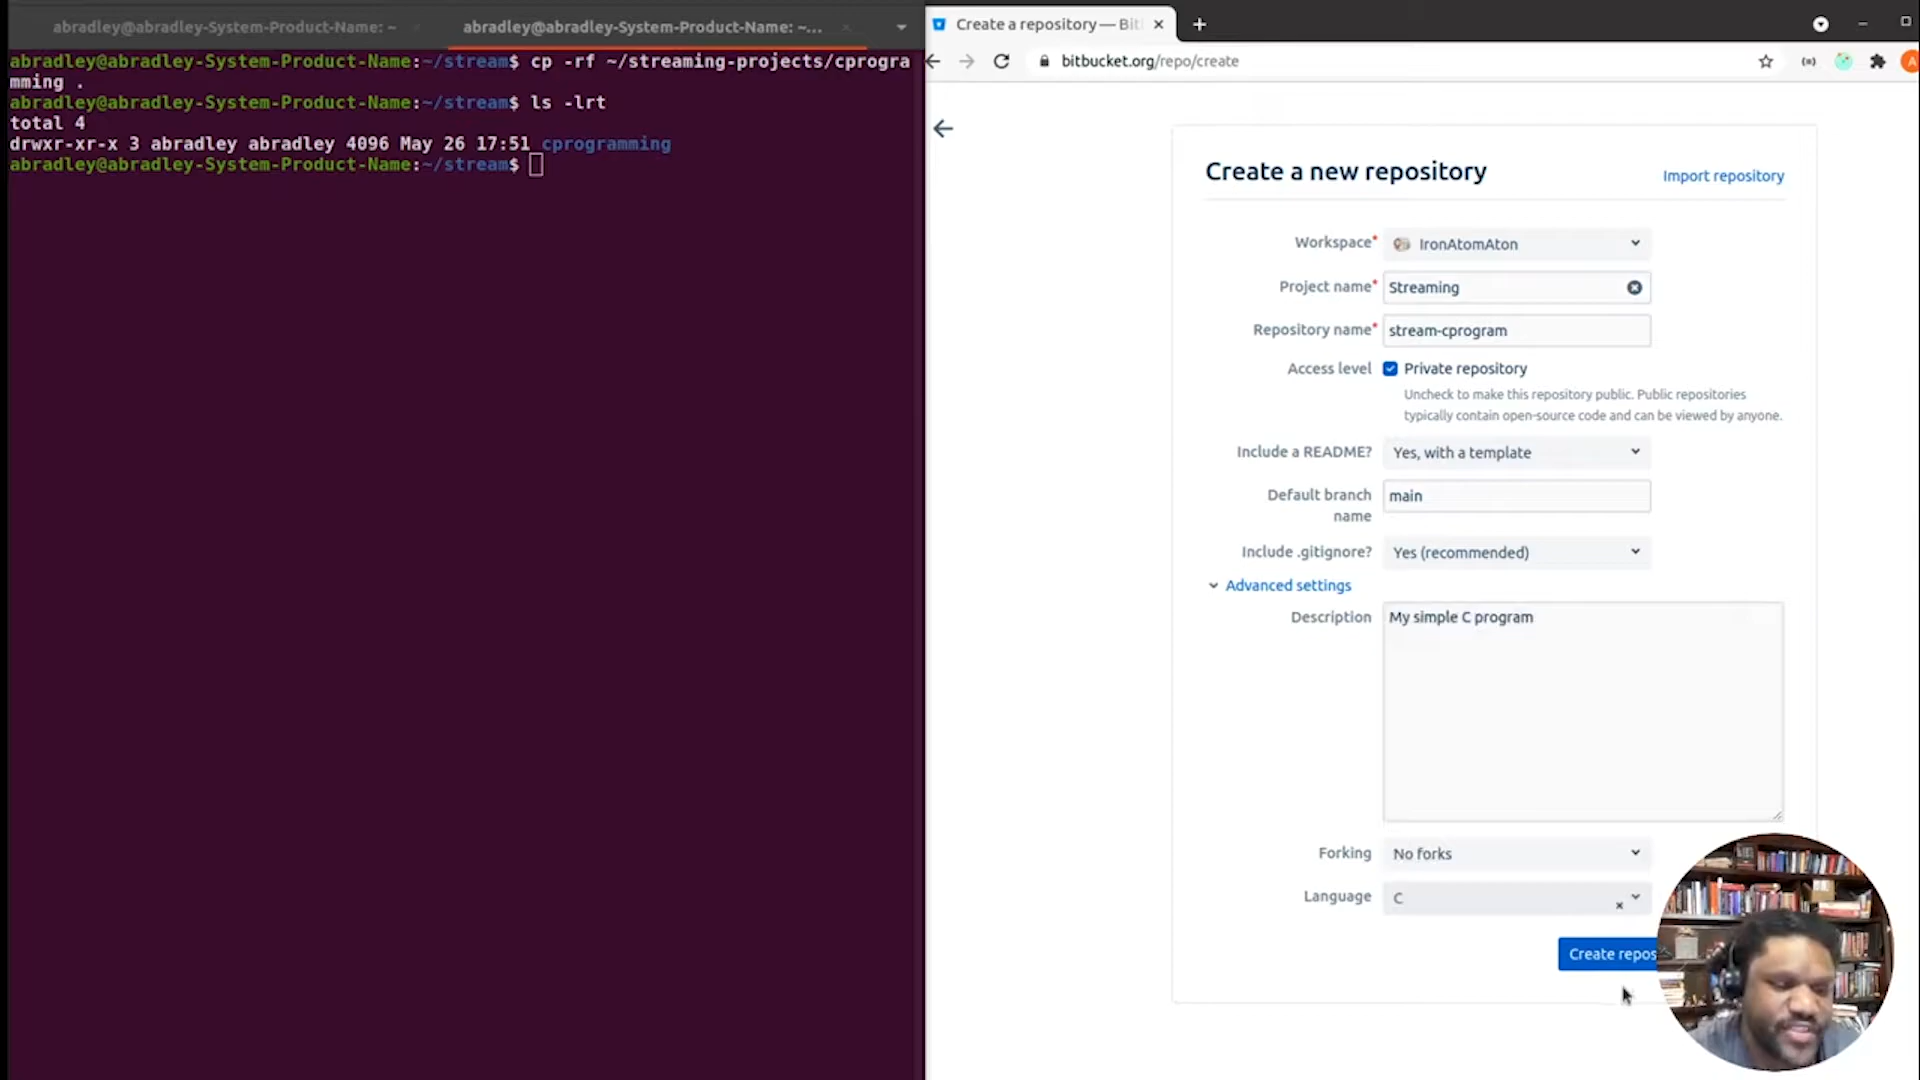 abradley@abradley-System-Product-Name: ~
abradley@abradley-System-Product-Name: ~...
abradley@abradley-System-Product-Name:~/stream$ cp -rf ~/streaming-projects/cprogra
mming .
abradley@abradley-System-Product-Name:~/stream$ ls -lrt
total 4
drwxr-xr-x 3 abradley abradley 4096 May 26 17:51 cprogramming
abradley@abradley-System-Product-Name:~/stream$
Create a repository — Bit
bitbucket.org/repo/create
A
Create a new repository
Import repository
Workspace*
IronAtomAton
Project name*
Streaming
Repository name*
stream-cprogram
Access level
Private repository
Uncheck to make this repository public. Public repositories
typically contain open-source code and can be viewed by anyone.
Include a README?
Yes, with a template
Default branch
name
main
Include .gitignore?
Yes (recommended)
Advanced settings
Description
My simple C program
Forking
No forks
Language
C
Create repos